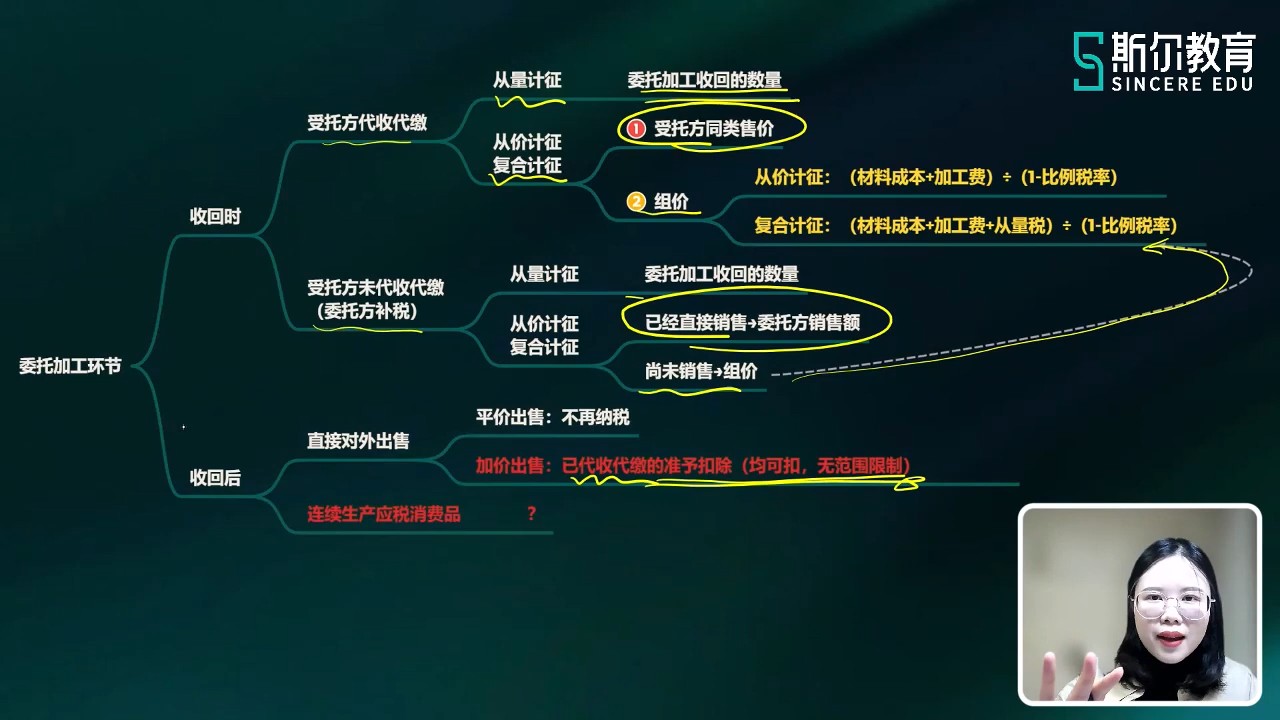 斯尔教育
SINCERE EDU
从量计征
委托加工收回的数量
受托方代收代缴
① 受托方同类售价
从价计征
复合计征
从价计征：（材料成本+加工费）÷（1-比例税率）
② 组价
收回时
复合计征：（材料成本+加工费+从量税）÷（1-比例税率）
从量计征
委托加工收回的数量
受托方未代收代缴
（委托方补税）
从价计征
复合计征
已经直接销售→委托方销售额
尚未销售→组价
委托加工环节
平价出售：不再纳税
直接对外出售
加价出售：已代收代缴的准予扣除（均可扣，无范围限制）
收回后
连续生产应税消费品 ？